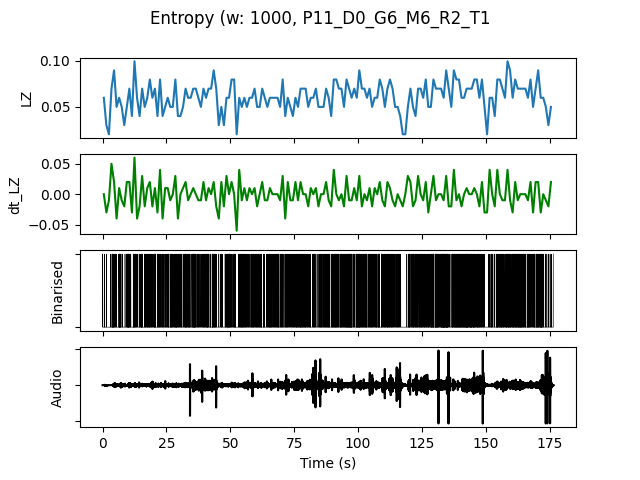 Entropy (w: 1000, P11_D0_G6_M6_R2_T1
0.10
0.05
LZ
0.05
0.00
−0.05
dt_LZ
Binarised
Audio
0 25 50 75 100 125 150 175
Time (s)